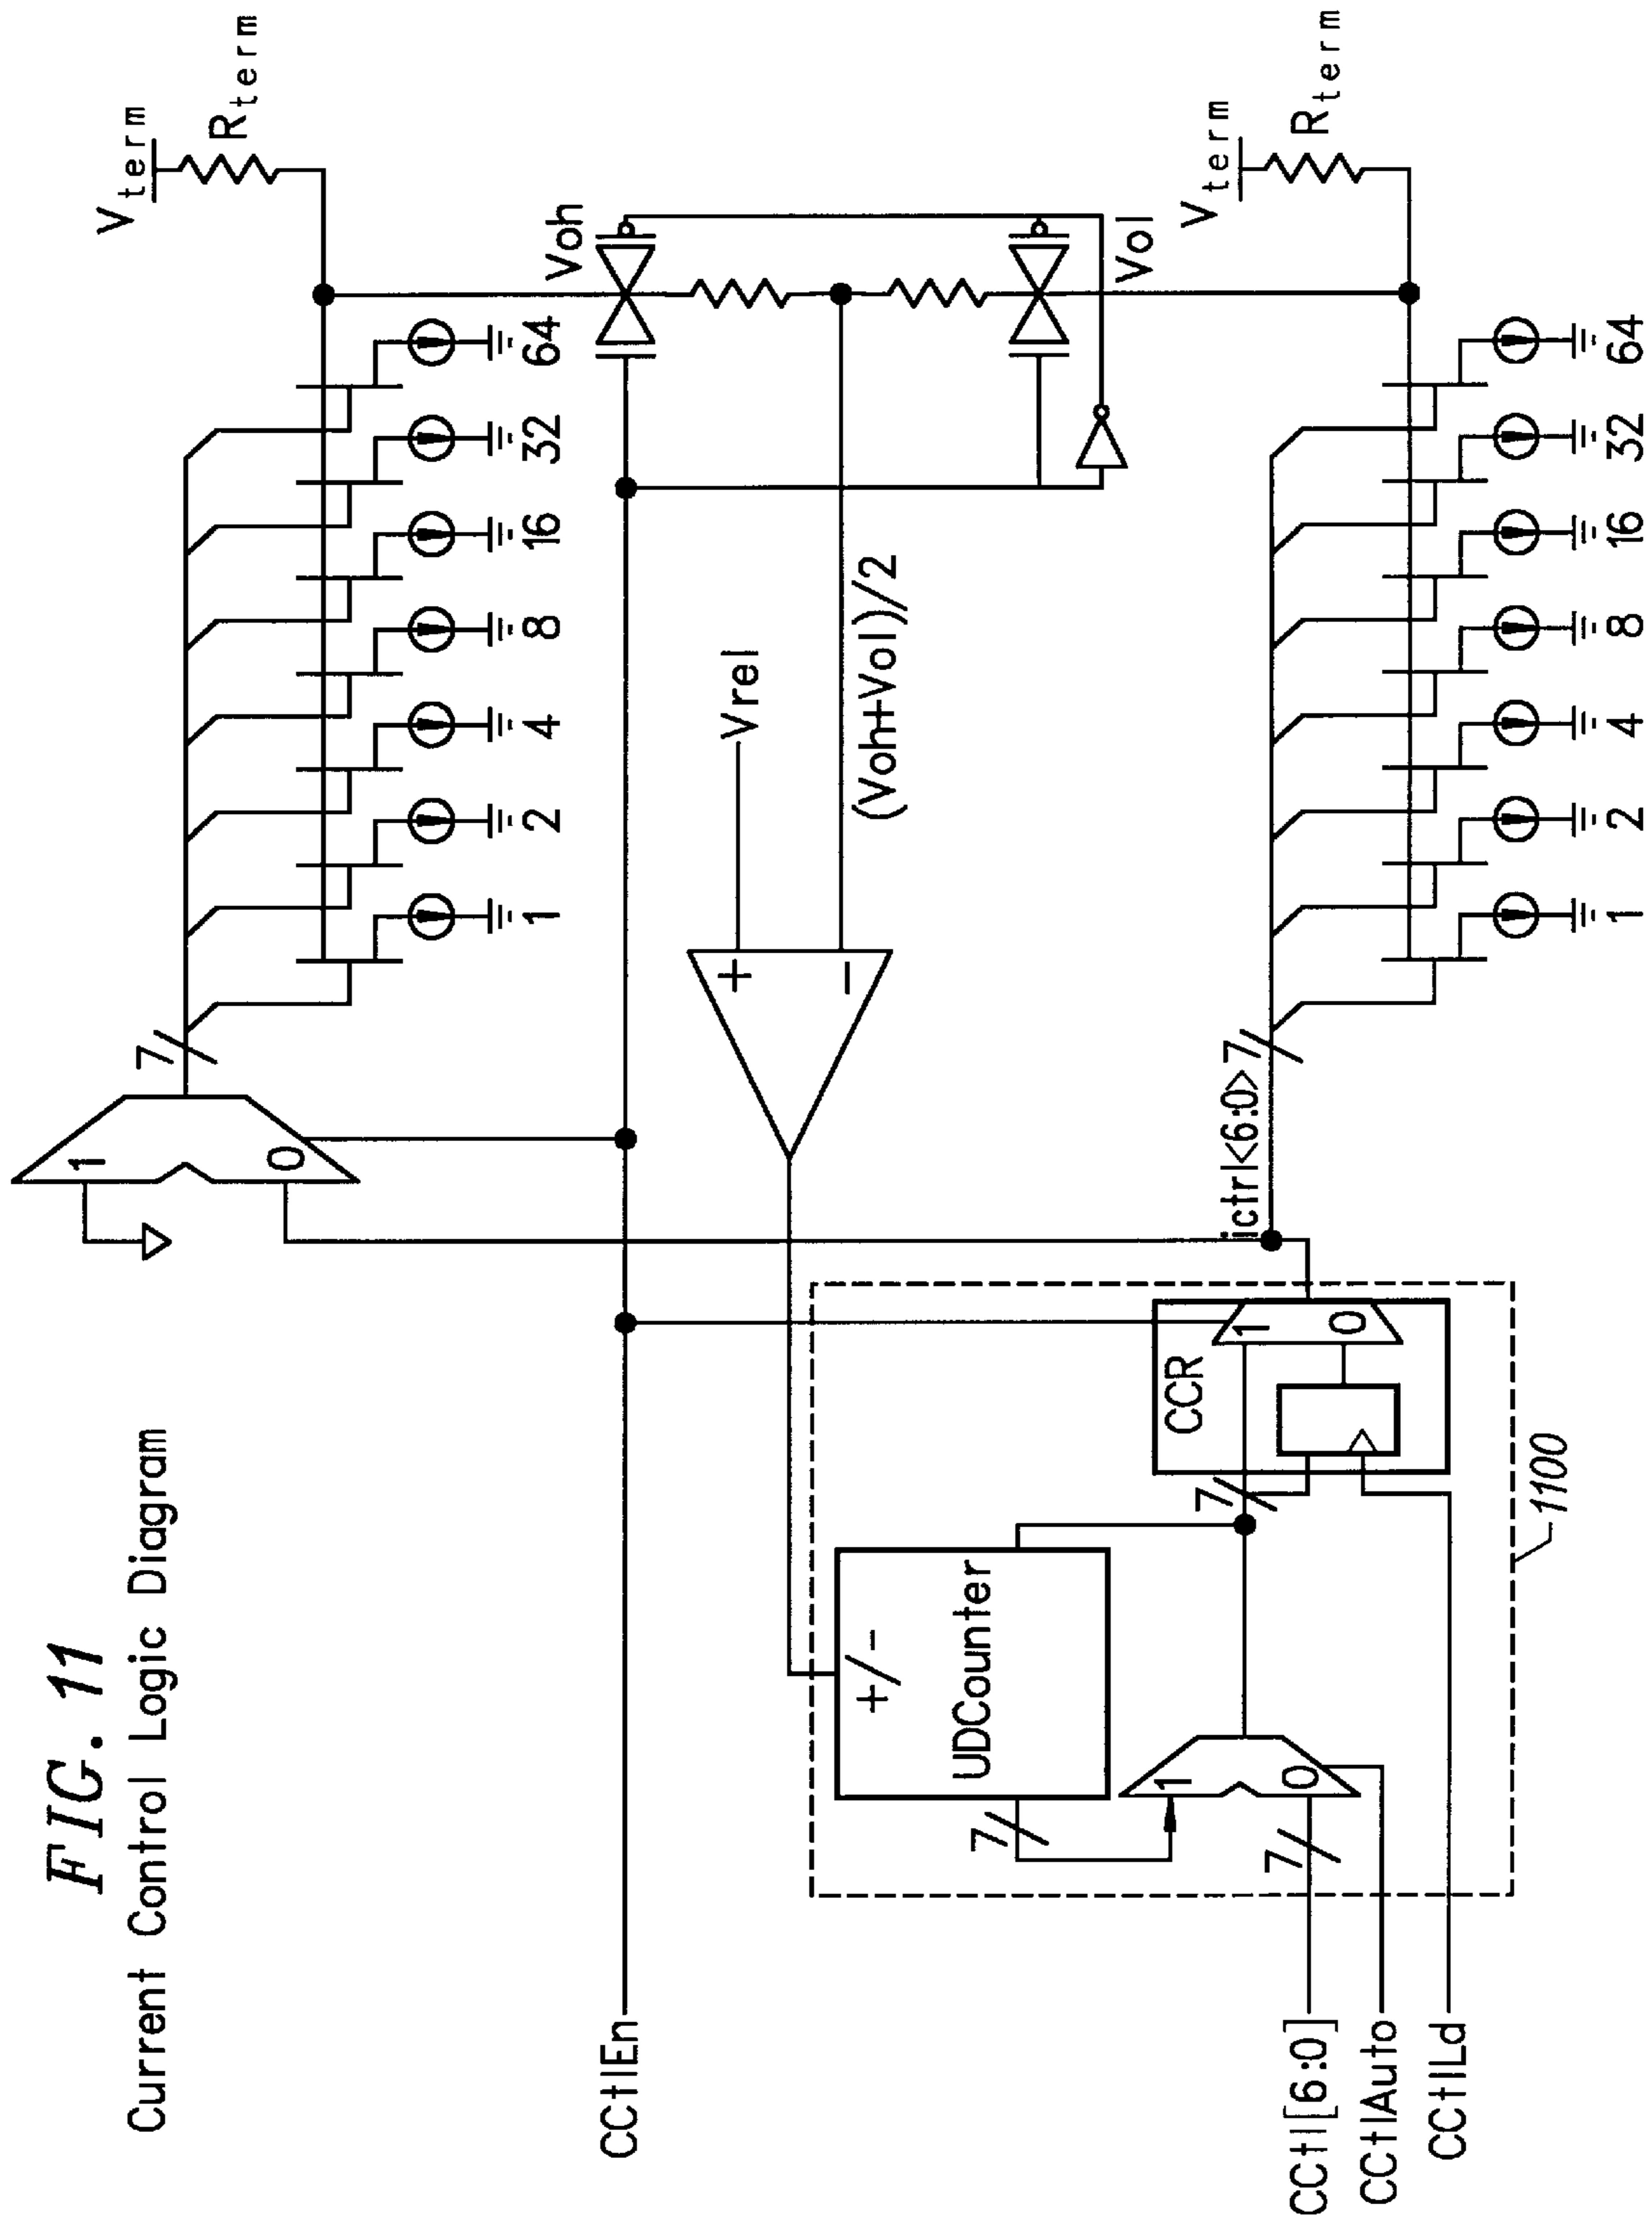 FIG. 11
Current Control Logic Diagram
1
0
7
1 2 4 8 16 32 64
Vterm
Rterm
CCtlEn
Voh
Vrel
+
−
(Voh+Vol)/2
Vol
+/-
UDCounter
7
1
0
7
CCtl[6:0]
CCtlAuto
CCtlLd
7
CCR
1
0
1100
ictrl<6:0>
7
Vterm
Rterm
1 2 4 8 16 32 64